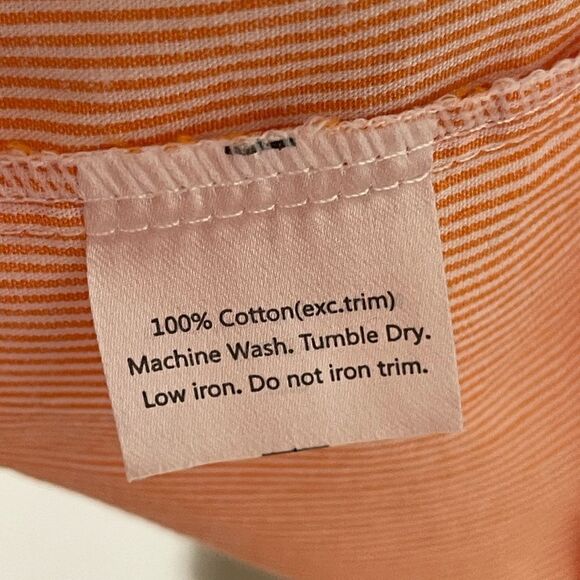 100% Cotton(exc.trim)
Machine Wash. Tumble Dry.
Low iron. Do not iron trim.